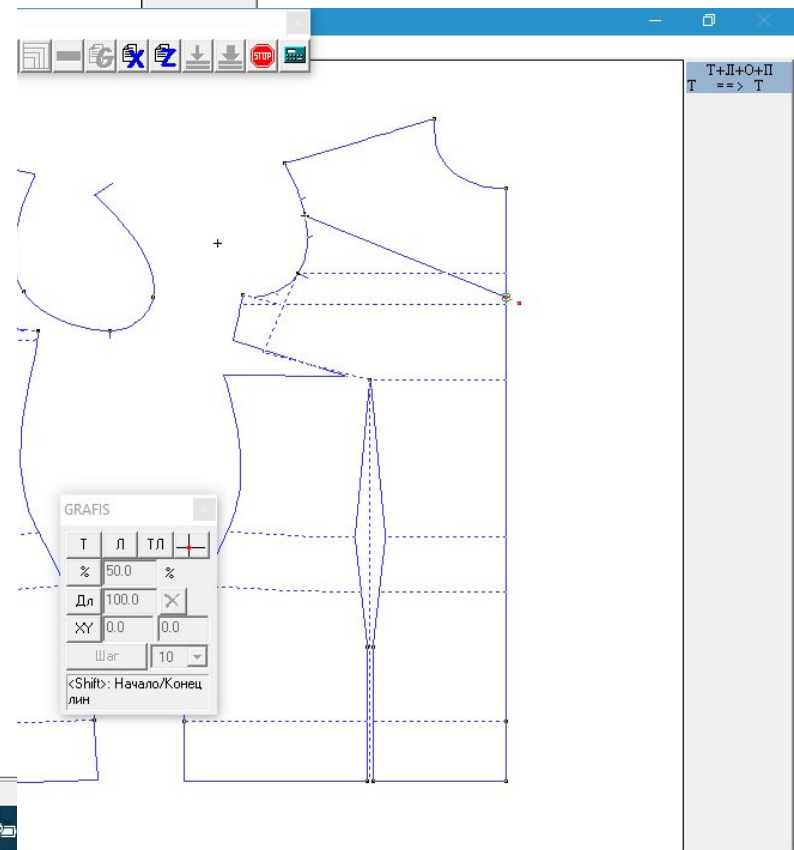 G X Z STOP
Т+Л+О+П
Т ==> Т
GRAFIS
Т Л ТЛ
% 50.0 %
Дл 100.0
XY 0.0 0.0
Шаг 10
<Shift>: Начало/Конец
лин